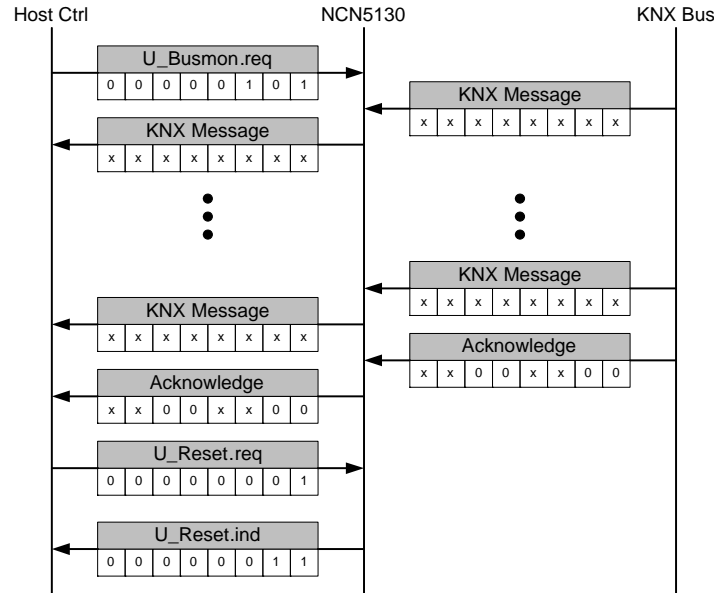 Host Ctrl NCN5130 KNX Bus
U_Busmon.req
0 0 0 0 0 1 0 1
KNX Message
x x x x x x x x
KNX Message
x x x x x x x x
KNX Message
x x x x x x x x
KNX Message
x x x x x x x x
Acknowledge
x x 0 0 x x 0 0
Acknowledge
x x 0 0 x x 0 0
U_Reset.req
0 0 0 0 0 0 0 1
U_Reset.ind
0 0 0 0 0 0 1 1